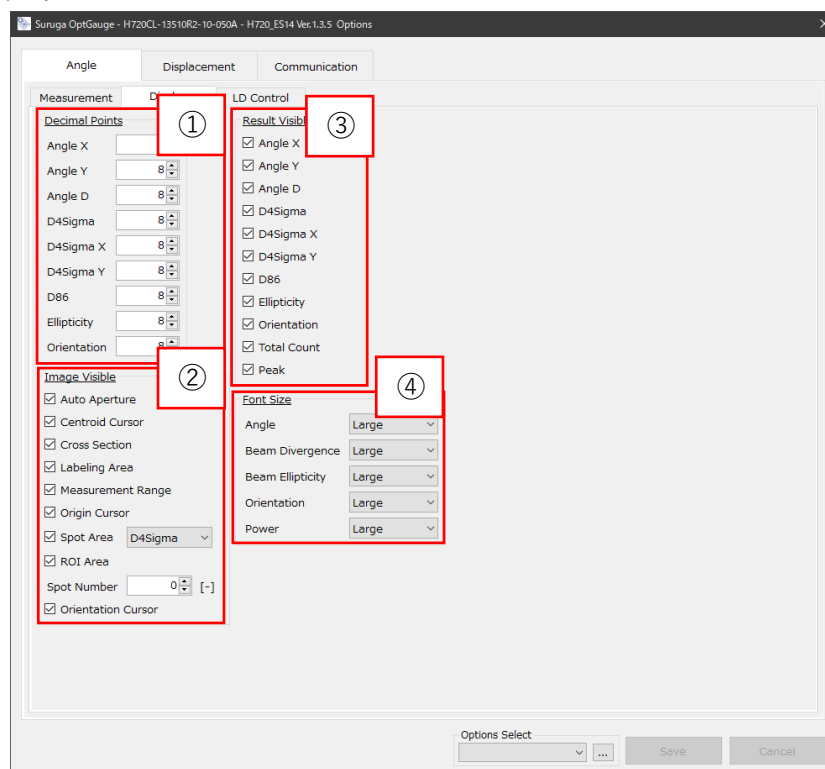 Suruga OptGauge - H720CL-13510R2-10-050A - H720_ES14 Ver.1.3.5 Options
Angle Displacement Communication
Measurement LD Control
Decimal Points
①
Angle X
Angle Y 8
Angle D 8
D4Sigma 8
D4Sigma X 8
D4Sigma Y 8
D86 8
Ellipticity 8
Orientation 8
②
Image Visible
Auto Aperture
Centroid Cursor
Cross Section
Labeling Area
Measurement Range
Origin Cursor
Spot Area D4Sigma
ROI Area
Spot Number 0 [-]
Orientation Cursor
Result
③
Angle X
Angle Y
Angle D
D4Sigma
D4Sigma X
D4Sigma Y
D86
Ellipticity
Orientation
Total Count
Peak
④
Font Size
Angle Large
Beam Divergence Large
Beam Ellipticity Large
Orientation Large
Power Large
Options Select
...
Save Cancel